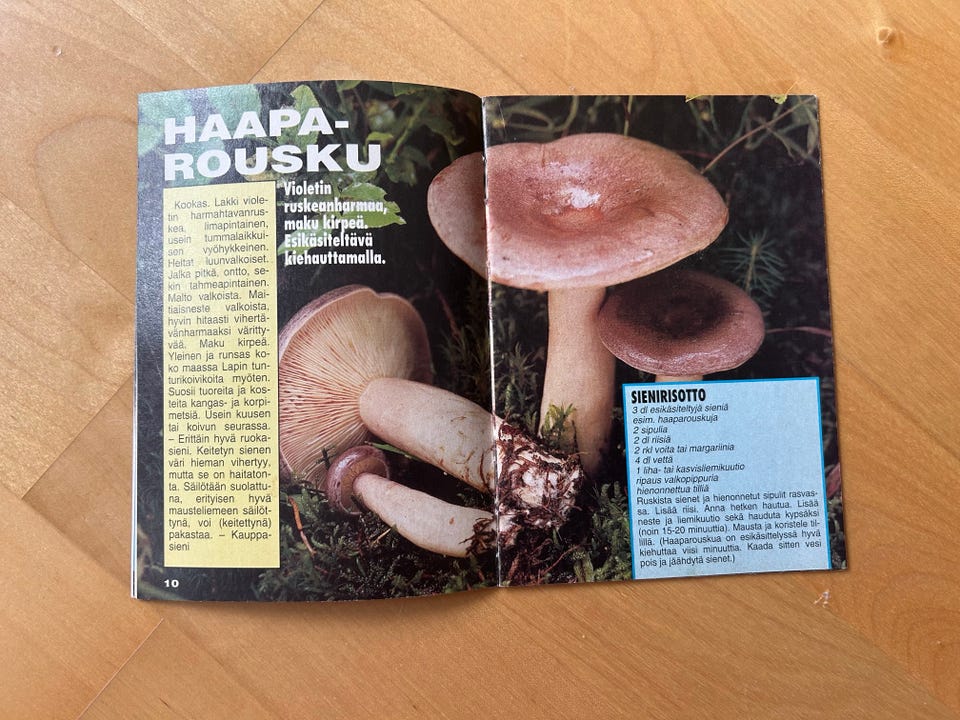 HAAPA-
ROUSKU
Violetin
ruskeanharmaa,
maku kirpeä.
Esikäsiteltävä
kiehauttamalla.
Kookas. Lakki viole-
tin harmahtavanrus-
kea, limapintainen,
usein tummalaikkui-
sen vyöhykkeinen.
Heltat luunvalkoiset.
Jalka pitkä, ontto, se-
kin tahmeapintainen.
Malto valkoista. Mai-
tiaisneste valkoista,
hyvin hitaasti vihertä-
vänharmaaksi väritty-
vää. Maku kirpeä.
Yleinen ja runsas ko-
ko maassa Lapin tun-
turikoivikoita myöten.
Suosii tuoreita ja kos-
teita kangas- ja korpi-
metsiä. Usein kuusen
tai koivun seurassa.
– Erittäin hyvä ruoka-
sieni. Keitetyn sienen
väri hieman vihertyy,
mutta se on haitaton-
ta. Säilötään suolattu-
na, erityisen hyvä
mausteliemeen säilöt-
tynä, voi (keitettynä)
pakastaa. – Kauppa-
sieni
10
SIENIRISOTTO
3 dl esikäsiteltyjä sieniä
esim. haaparouskuja
2 sipulia
2 dl riisiä
2 rkl voita tai margariinia
4 dl vettä
1 liha- tai kasvisliemikuutio
ripaus valkopippuria
hienonnettua tilliä
Ruskista sienet ja hienonnetut sipulit rasvas-
sa. Lisää riisi. Anna hetken hautua. Lisää
neste ja liemikuutio sekä hauduta kypsäksi
(noin 15-20 minuuttia). Mausta ja koristele til-
lillä. (Haaparouskua on esikäsittelyssä hyvä
kiehuttaa viisi minuuttia. Kaada sitten vesi
pois ja jäähdytä sienet.)